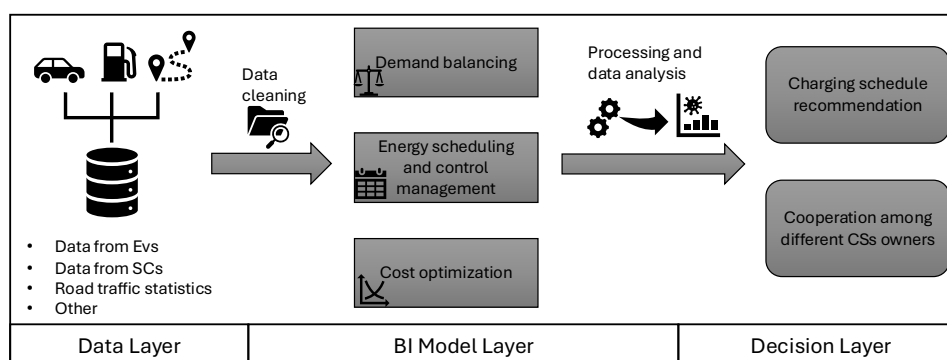 Data
cleaning
Demand balancing
Energy scheduling
and control
management
Cost optimization
Processing and
data analysis
Charging schedule
recommendation
Cooperation among
different CSs owners
• Data from Evs
• Data from SCs
• Road traffic statistics
• Other
Data Layer
BI Model Layer
Decision Layer